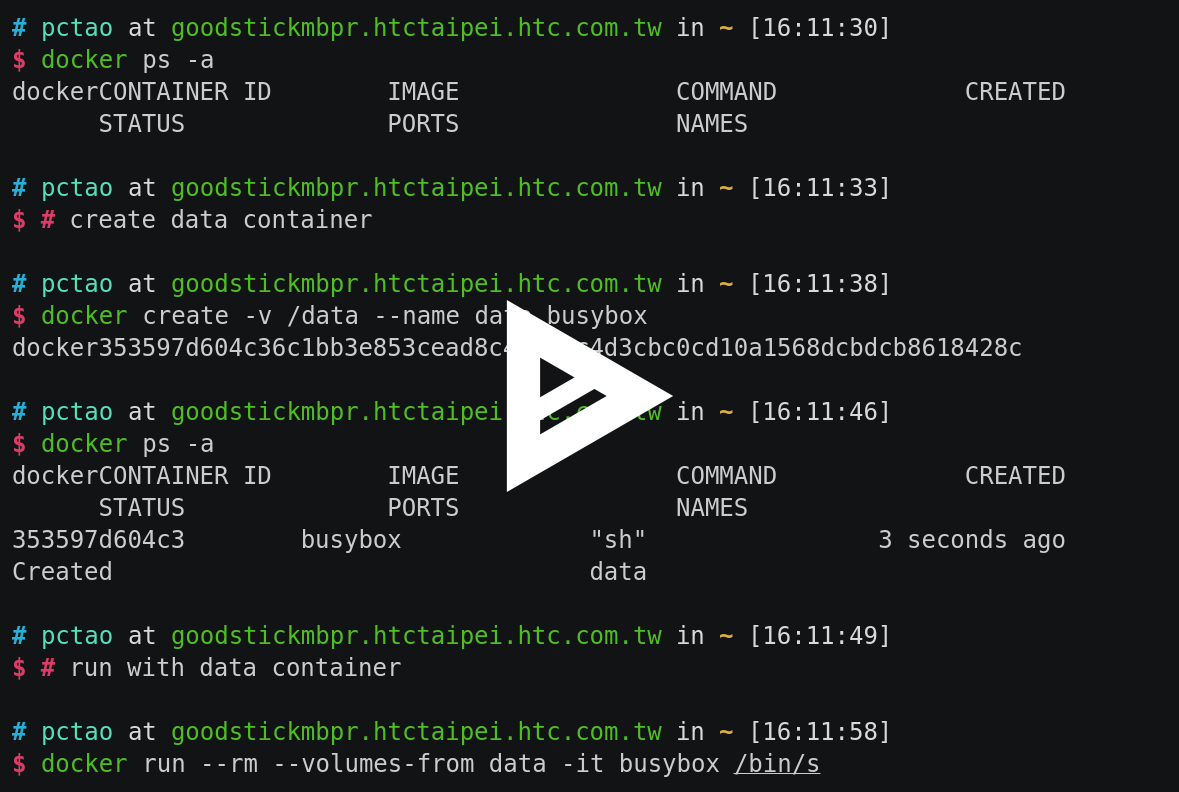 # pctao at goodstickmbpr.htctaipei.htc.com.tw in ~ [16:11:30]
$ docker ps -a
dockerCONTAINER ID        IMAGE               COMMAND             CREATED
      STATUS              PORTS               NAMES
# pctao at goodstickmbpr.htctaipei.htc.com.tw in ~ [16:11:33]
$ # create data container
# pctao at goodstickmbpr.htctaipei.htc.com.tw in ~ [16:11:38]
$ docker create -v /data --name data busybox
# pctao at goodstickmbpr.htctaipei. in ~ [16:11:46]
$ docker ps -a
dockerCONTAINER ID        IMAGE               COMMAND             CREATED
      STATUS              PORTS               NAMES
353597d604c3        busybox             "sh"                3 seconds ago
Created                                 data
# pctao at goodstickmbpr.htctaipei.htc.com.tw in ~ [16:11:49]
$ # run with data container
# pctao at goodstickmbpr.htctaipei.htc.com.tw in ~ [16:11:58]
$ docker run --rm --volumes-from data -it busybox /bin/s